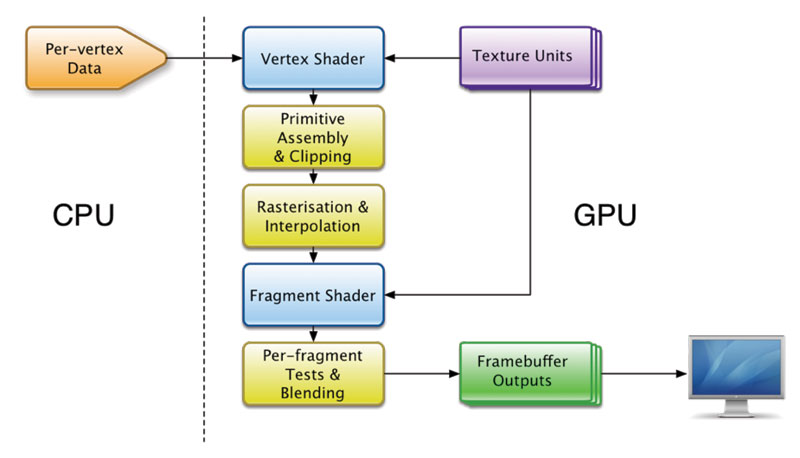 Per-vertex
Data
Vertex Shader
Texture Units
Primitive
Assembly
& Clipping
CPU
Rasterisation &
Interpolation
GPU
Fragment Shader
Per-fragment
Tests &
Blending
Framebuffer
Outputs